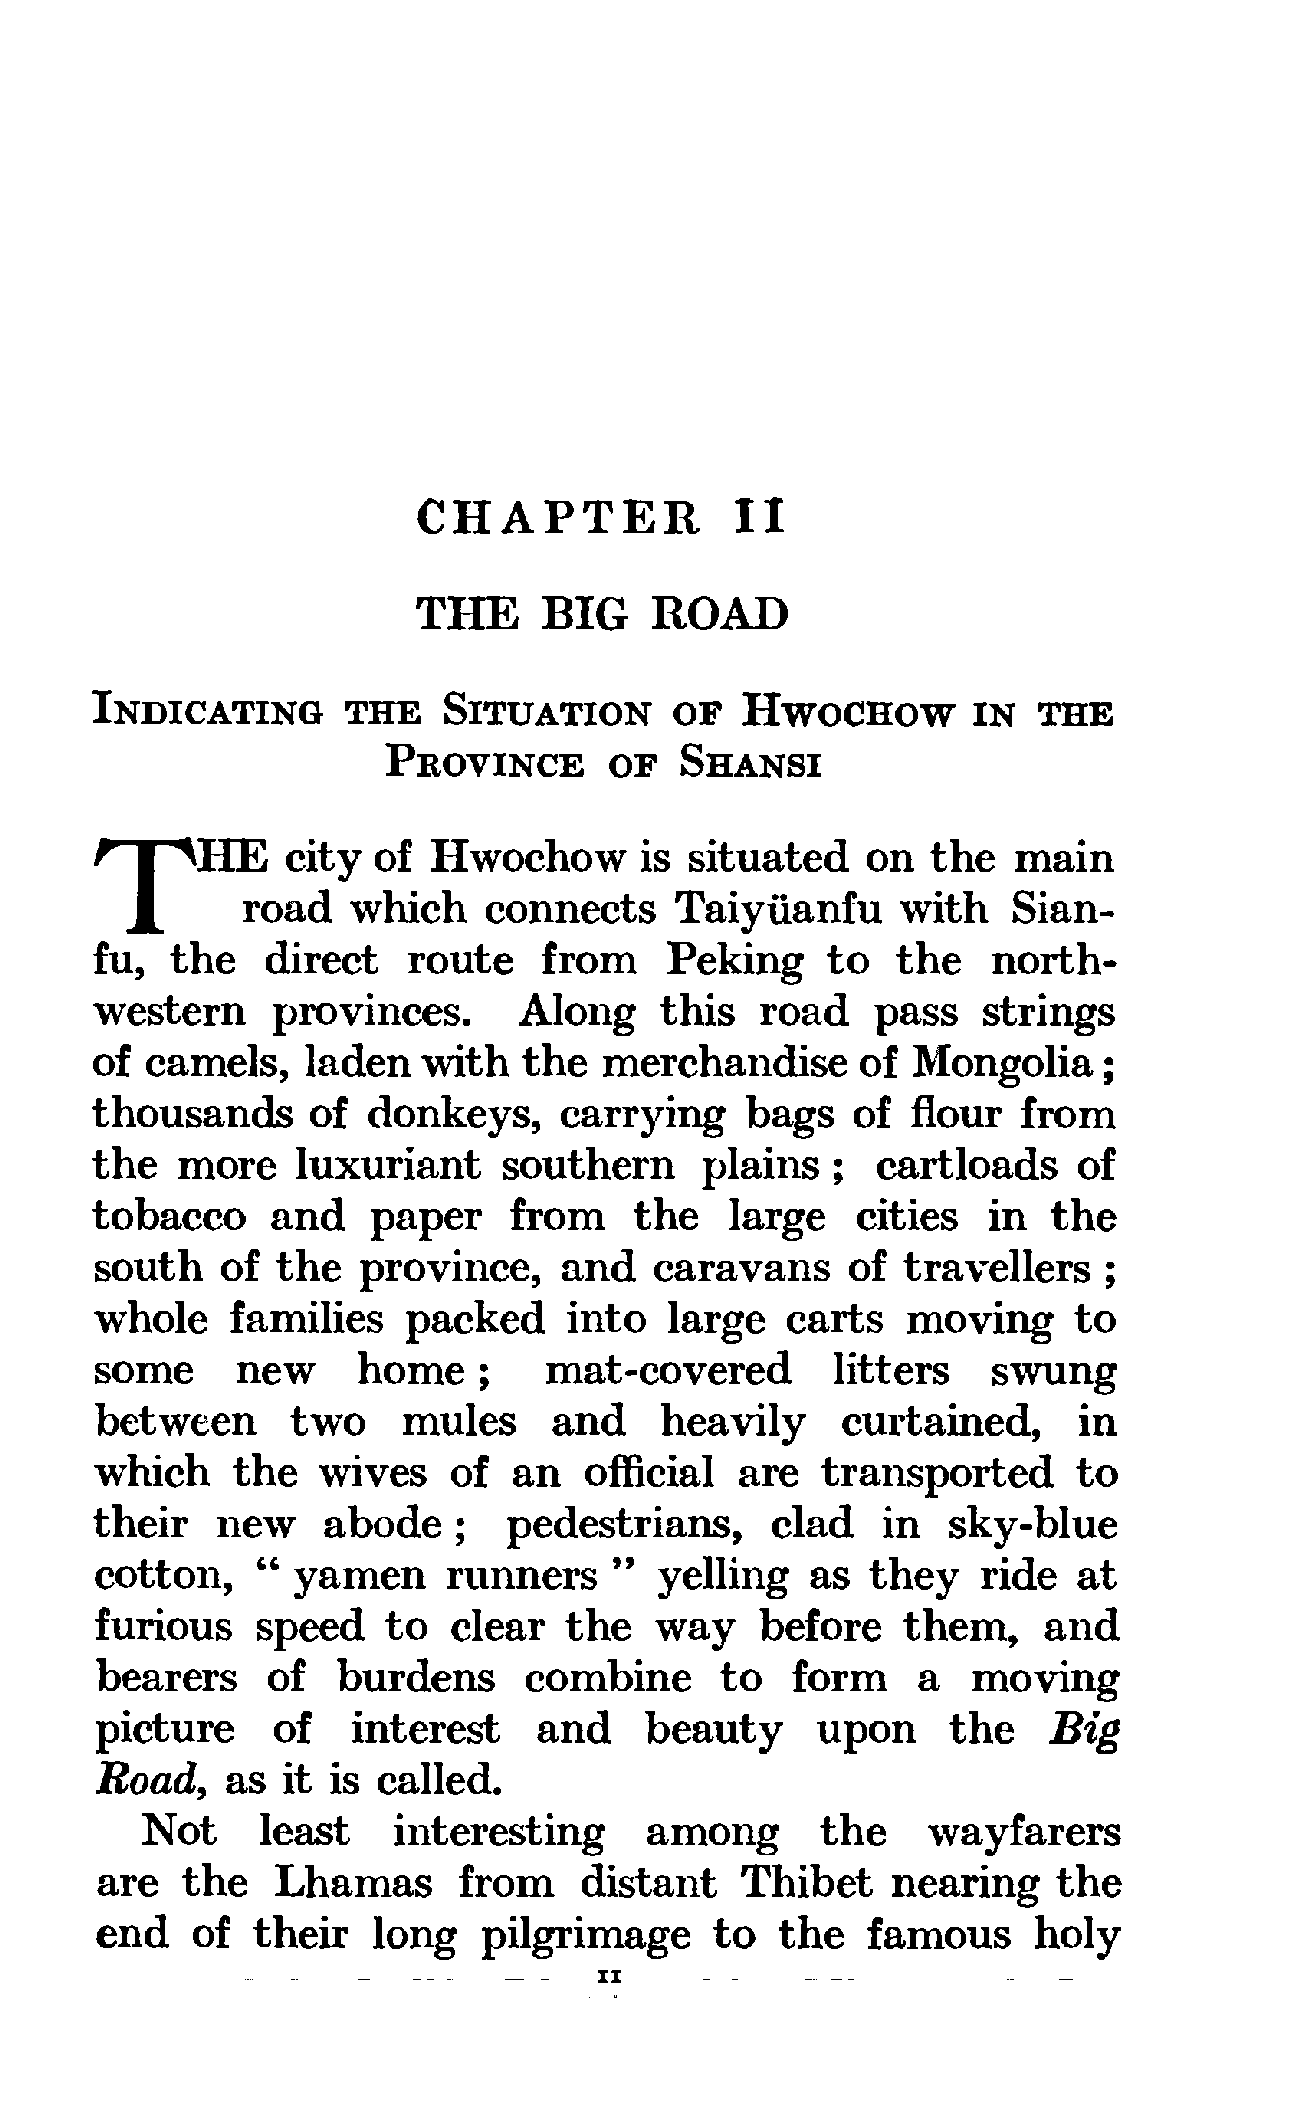 CHAPTER II
THE BIG ROAD
INDICATING THE SITUATION OF HWOCHOW IN THE
PROVINCE OF SHANSI
THE city of Hwochow is situated on the main
road which connects Taiyüanfu with Sian-
fu, the direct route from Peking to the north-
western provinces. Along this road pass strings
of camels, laden with the merchandise of Mongolia ;
thousands of donkeys, carrying bags of flour from
the more luxuriant southern plains ; cartloads of
tobacco and paper from the large cities in the
south of the province, and caravans of travellers ;
whole families packed into large carts moving to
some new home ; mat-covered litters swung
between two mules and heavily curtained, in
which the wives of an official are transported to
their new abode ; pedestrians, clad in sky-blue
cotton, “ yamen runners ” yelling as they ride at
furious speed to clear the way before them, and
bearers of burdens combine to form a moving
picture of interest and beauty upon the Big
Road, as it is called.
Not least interesting among the wayfarers
are the Lhamas from distant Thibet nearing the
end of their long pilgrimage to the famous holy
11